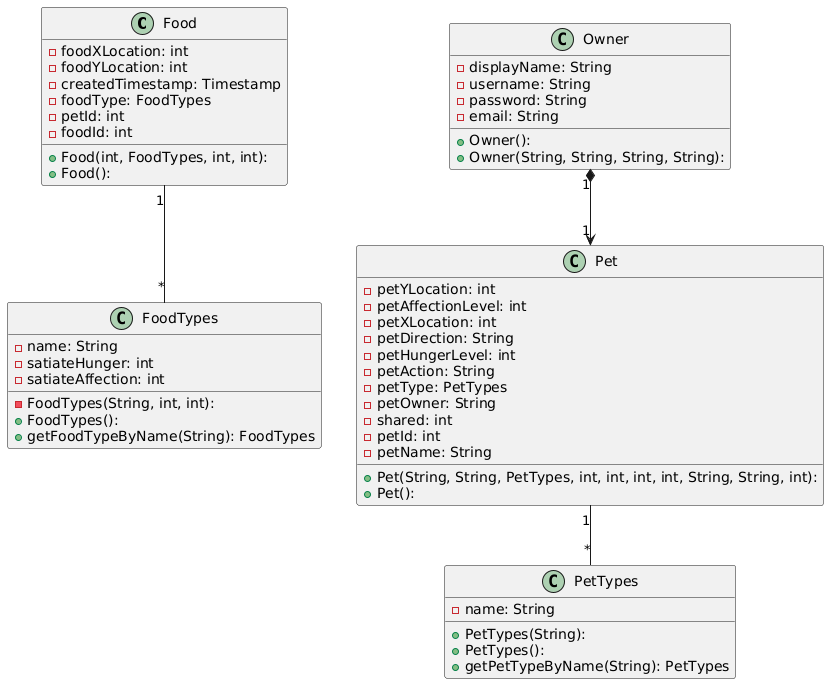 C Food
foodXLocation: int
foodYLocation: int
createdTimestamp: Timestamp
foodType: FoodTypes
petId: int
foodId: int
Food(int, FoodTypes, int, int):
Food():
1
*
C FoodTypes
name: String
satiateHunger: int
satiateAffection: int
FoodTypes(String, int, int):
FoodTypes():
getFoodTypeByName(String): FoodTypes
C Owner
displayName: String
username: String
password: String
email: String
Owner():
Owner(String, String, String, String):
1
1
C Pet
petYLocation: int
petAffectionLevel: int
petXLocation: int
petDirection: String
petHungerLevel: int
petAction: String
petType: PetTypes
petOwner: String
shared: int
petId: int
petName: String
Pet(String, String, PetTypes, int, int, int, int, String, String, int):
Pet():
1
*
C PetTypes
name: String
PetTypes(String):
PetTypes():
getPetTypeByName(String): PetTypes